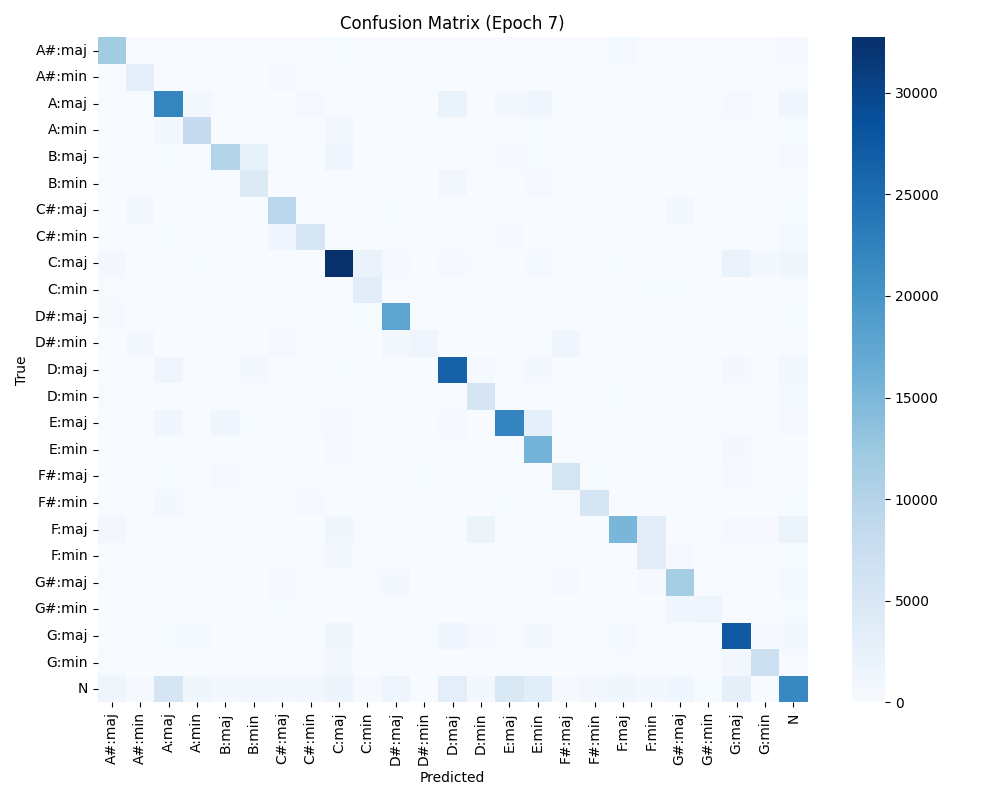 Confusion Matrix (Epoch 7)
True
A#:maj
A#:min
A:maj
A:min
B:maj
B:min
C#:maj
C#:min
C:maj
C:min
D#:maj
D#:min
D:maj
D:min
E:maj
E:min
F#:maj
F#:min
F:maj
F:min
G#:maj
G#:min
G:maj
G:min
N
A#:maj
A#:min
A:maj
A:min
B:maj
B:min
C#:maj
C#:min
C:maj
C:min
D#:maj
D#:min
D:maj
D:min
E:maj
E:min
F#:maj
F#:min
F:maj
F:min
G#:maj
G#:min
G:maj
G:min
N
Predicted
30000
25000
20000
15000
10000
5000
0